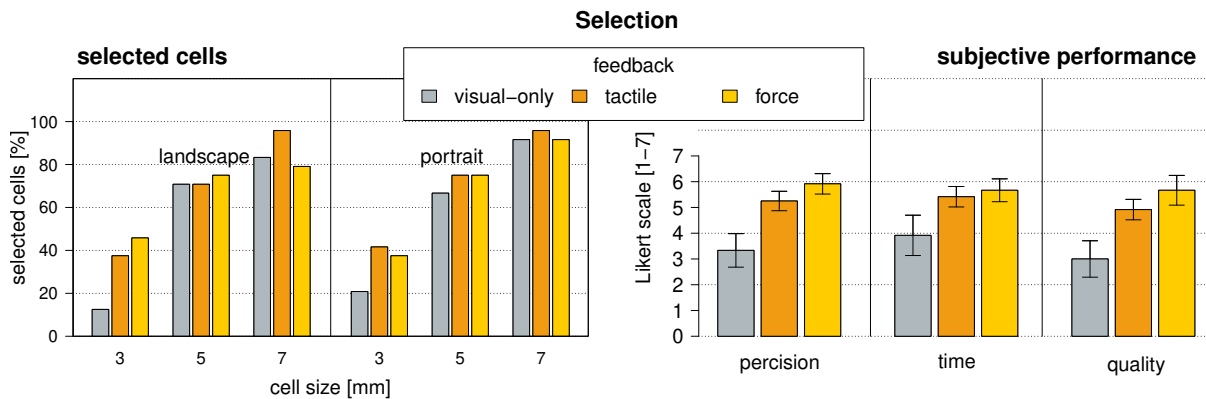 Selection
selected cells
subjective performance
feedback
visual−only tactile force
selected cells [%]
100
80
60
40
20
0
landscape
portrait
3 5 7 3 5 7
cell size [mm]
Likert scale [1−7]
7
6
5
4
3
2
1
0
percision time quality